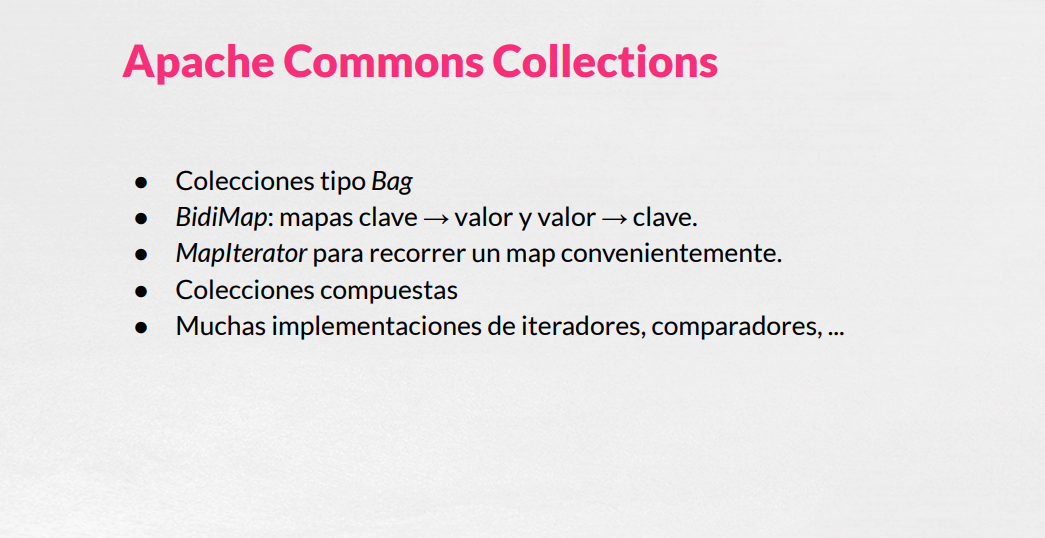 Apache Commons Collections
● Colecciones tipo Bag
● BidiMap: mapas clave → valor y valor → clave.
● MapIterator para recorrer un map convenientemente.
● Colecciones compuestas
● Muchas implementaciones de iteradores, comparadores, ...